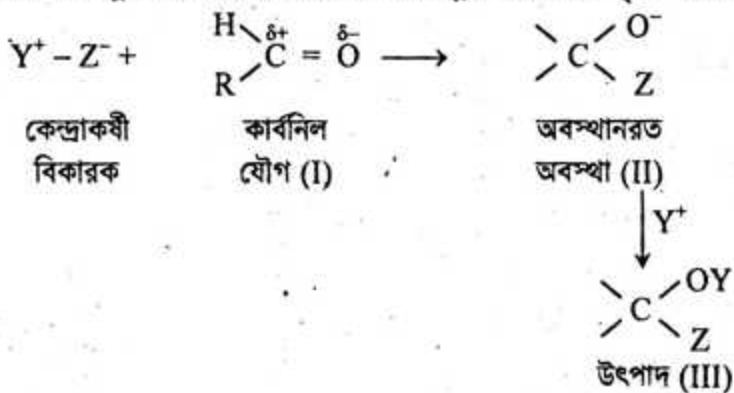 H δ+ δ− O⁻
Y⁺ – Z⁻ + C = O ⟶ C
R Z
কেন্দ্রাকর্ষী কার্বনিল অবস্থানরত
বিকারক যৌগ (I) অবস্থা (II)
Y⁺
OY
C
Z
উৎপাদ (III)